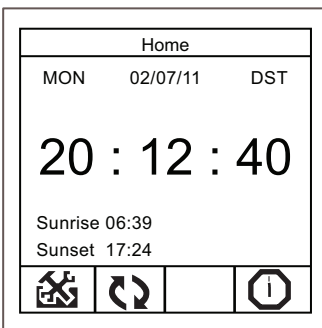 Home
MON 02/07/11 DST
20 : 12 : 40
Sunrise 06:39
Sunset 17:24
i